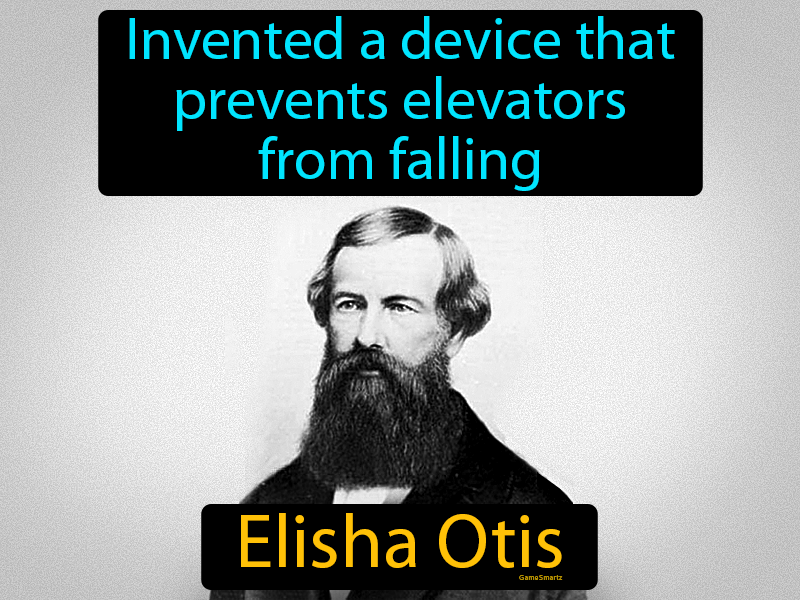 Invented a device that
prevents elevators
from falling
Elisha Otis
GameSmartz